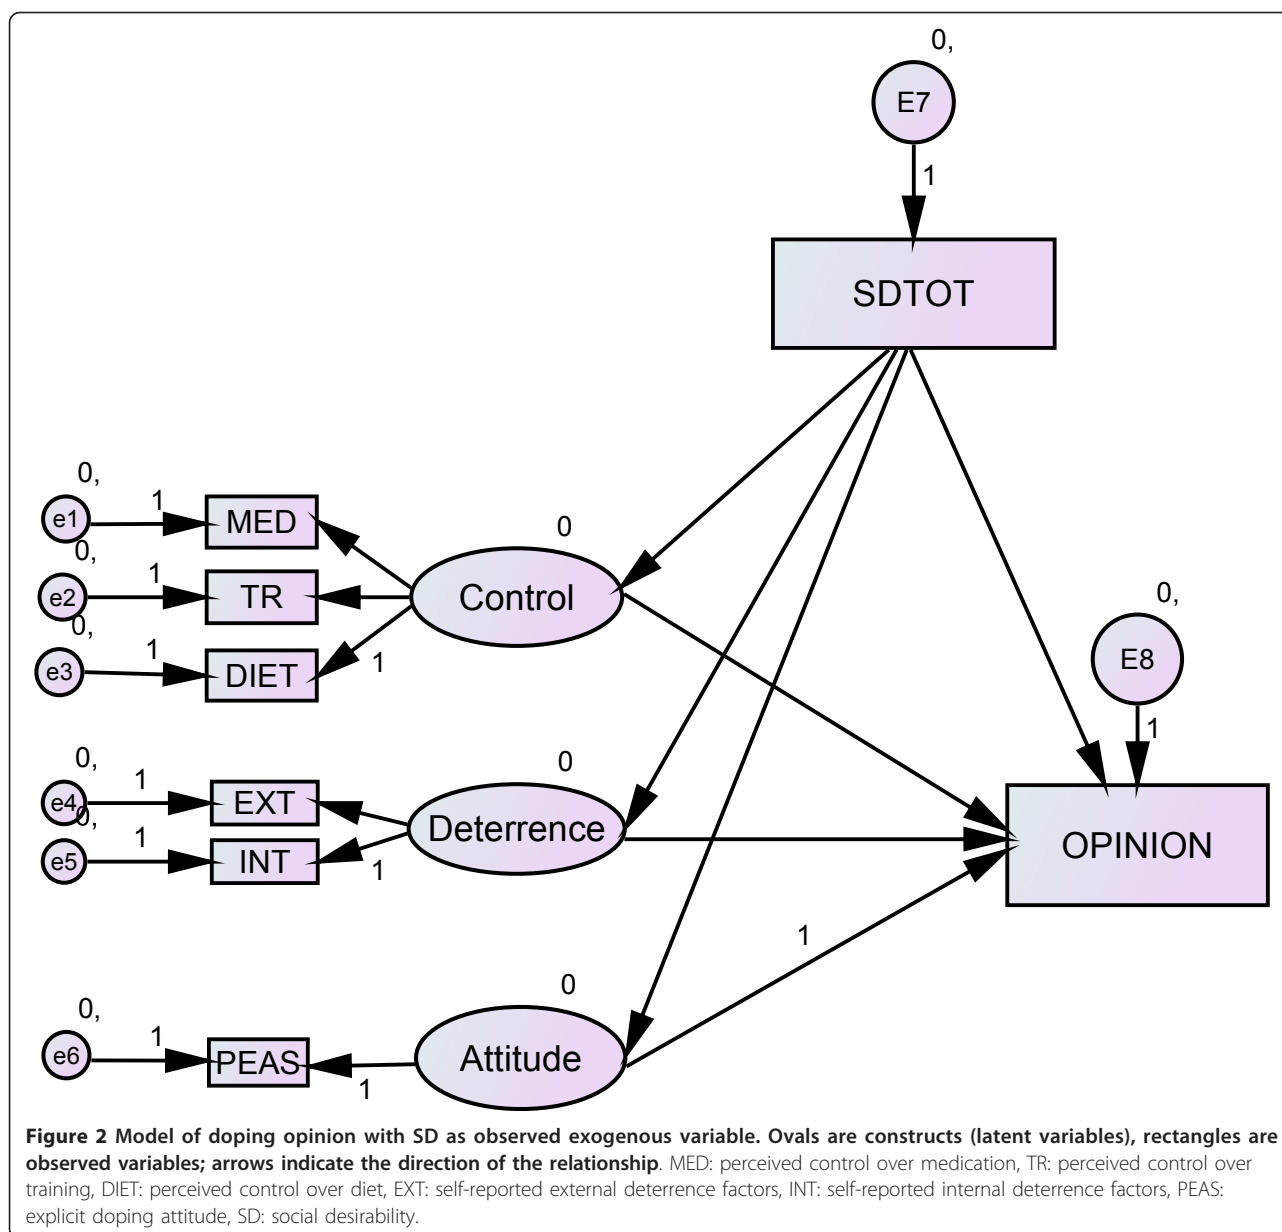 0,
E7
1
SDTOT
0,
e1
1
MED
0,
e2
1
TR
0,
e3
1
DIET
0
Control
1
0,
E8
1
OPINION
0,
e4
1
EXT
0,
e5
1
INT
0
Deterrence
1
1
0,
e6
1
PEAS
0
Attitude
1
Figure 2 Model of doping opinion with SD as observed exogenous variable. Ovals are constructs (latent variables), rectangles are
observed variables; arrows indicate the direction of the relationship. MED: perceived control over medication, TR: perceived control over
training, DIET: perceived control over diet, EXT: self-reported external deterrence factors, INT: self-reported internal deterrence factors, PEAS:
explicit doping attitude, SD: social desirability.